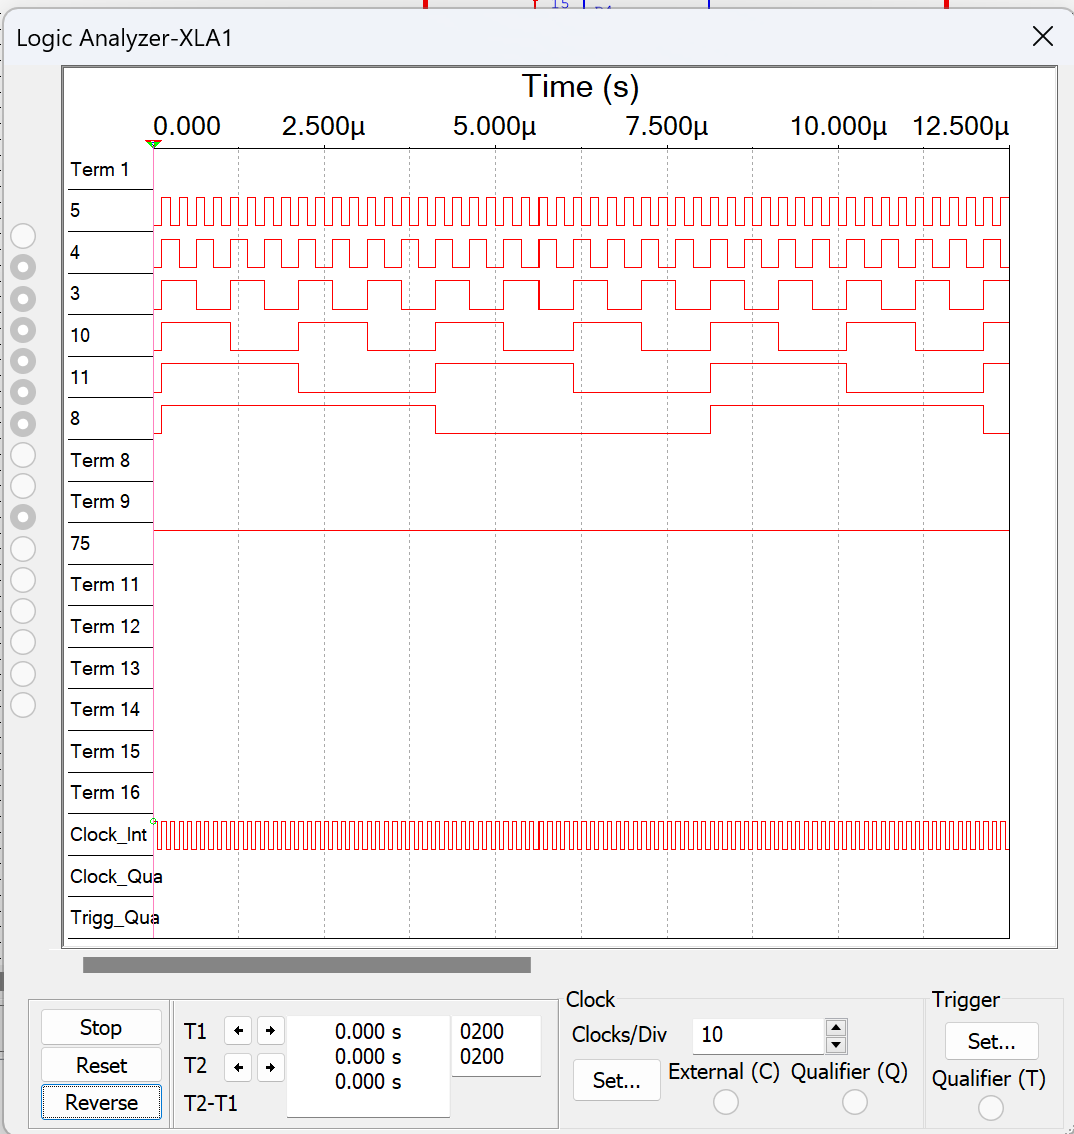 15
Logic Analyzer-XLA1
Time (s)
0.000 2.500µ 5.000µ 7.500µ 10.000µ 12.500µ
Term 1
5
4
3
10
11
8
Term 8
Term 9
75
Term 11
Term 12
Term 13
Term 14
Term 15
Term 16
Clock_Int
Clock_Qua
Trigg_Qua
Stop
Reset
Reverse
T1
T2
T2-T1
0.000 s
0.000 s
0.000 s
0200
0200
Clock
Clocks/Div
10
Set...
External (C)
Qualifier (Q)
Trigger
Set...
Qualifier (T)